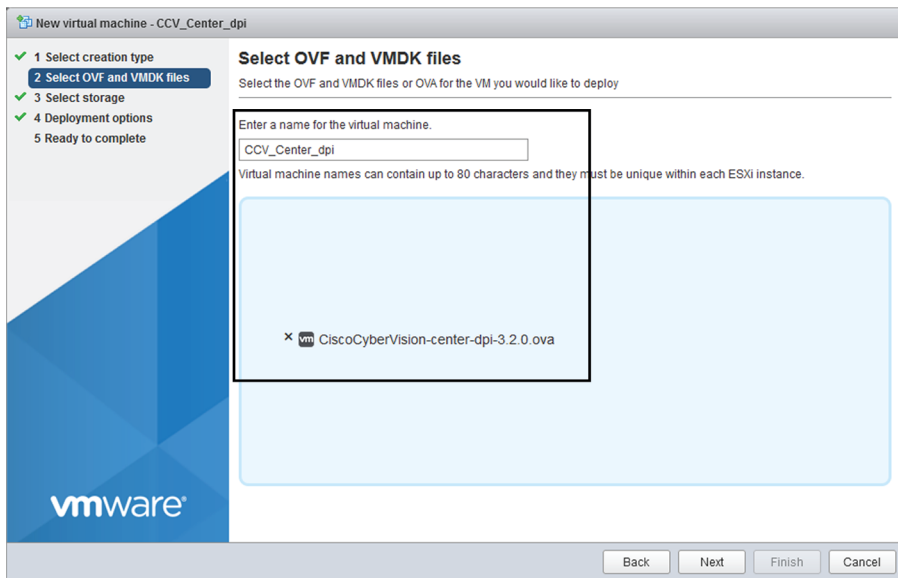 New virtual machine - CCV_Center_dpi
1 Select creation type
2 Select OVF and VMDK files
3 Select storage
4 Deployment options
5 Ready to complete
Select OVF and VMDK files
Select the OVF and VMDK files or OVA for the VM you would like to deploy
Enter a name for the virtual machine.
CCV_Center_dpi
Virtual machine names can contain up to 80 characters and they must be unique within each ESXi instance.
vm CiscoCyberVision-center-dpi-3.2.0.ova
vmware®
Back Next Finish Cancel